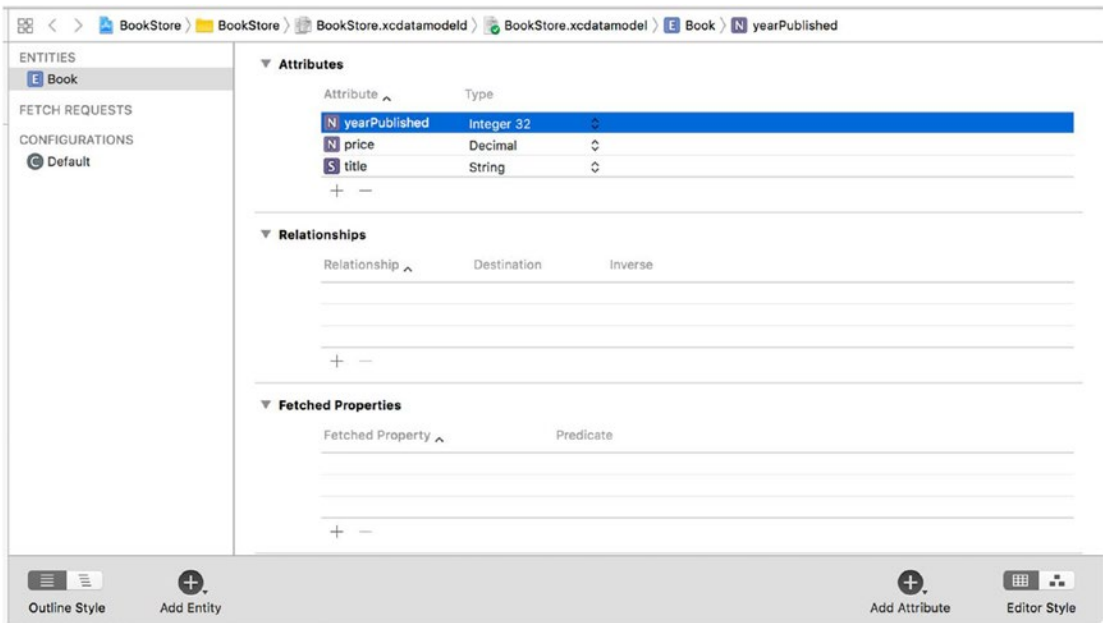 BookStore 〉 BookStore 〉 BookStore.xcdatamodeld 〉 BookStore.xcdatamodel 〉 E Book 〉 N yearPublished
ENTITIES
E Book
FETCH REQUESTS
CONFIGURATIONS
C Default
Attributes
Attribute Type
N yearPublished Integer 32
N price Decimal
S title String
Relationships
Relationship Destination Inverse
Fetched Properties
Fetched Property Predicate
Outline Style Add Entity Add Attribute Editor Style